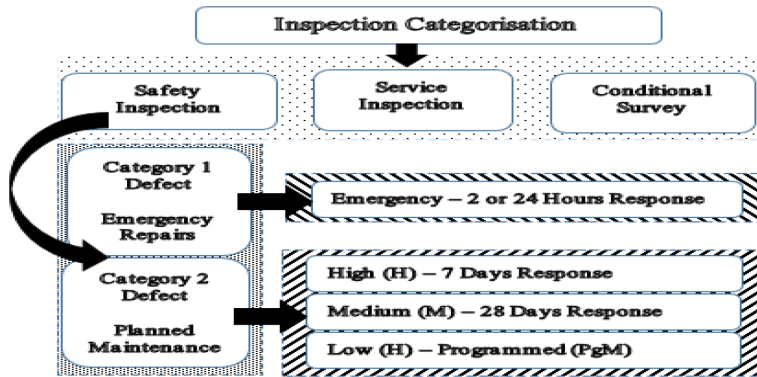 Inspection Categorisation
Safety
Inspection
Service
Inspection
Conditional
Survey
Category 1
Defect
Emergency
Repairs
Emergency – 2 or 24 Hours Response
Category 2
Defect
Planned
Maintenance
High (H) – 7 Days Response
Medium (M) – 28 Days Response
Low (H) – Programmed (PgM)